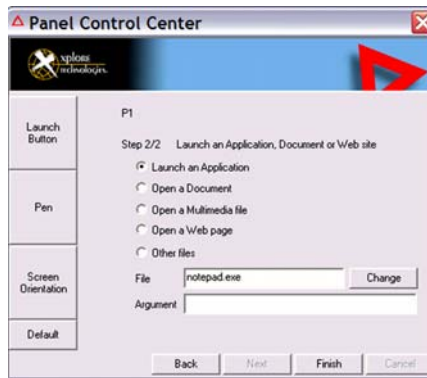 Panel Control Center
xplore
technologies.
Launch
Button
Pen
Screen
Orientation
Default
P1
Step 2/2 Launch an Application, Document or Web site
Launch an Application
Open a Document
Open a Multimedia file
Open a Web page
Other files
File notepad.exe Change
Argument
Back Next Finish Cancel